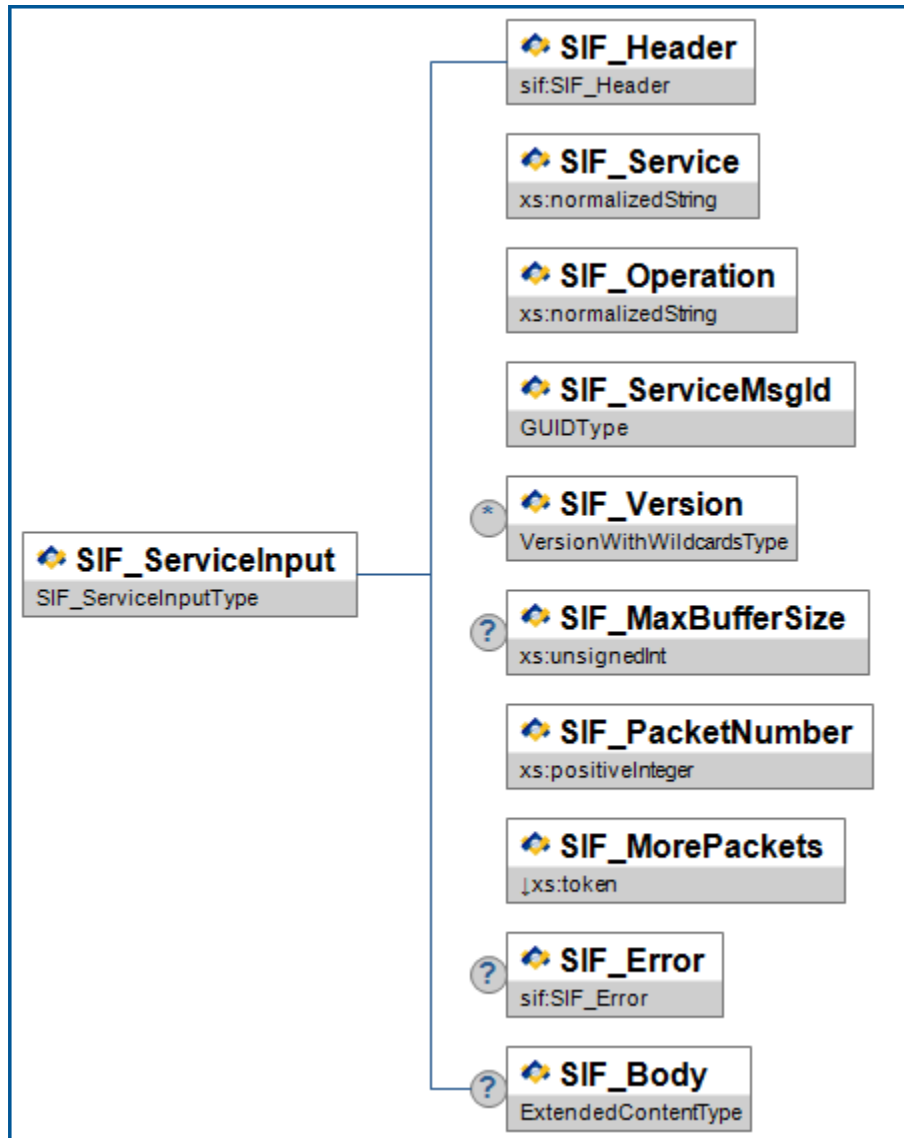 SIF_Header
sif:SIF_Header
SIF_Service
xs:normalizedString
SIF_Operation
xs:normalizedString
SIF_ServiceMsgId
GUIDType
*
SIF_Version
VersionWithWildcardsType
SIF_ServiceInput
SIF_ServiceInputType
?
SIF_MaxBufferSize
xs:unsignedInt
SIF_PacketNumber
xs:positiveInteger
SIF_MorePackets
↓xs:token
?
SIF_Error
sif:SIF_Error
?
SIF_Body
ExtendedContentType